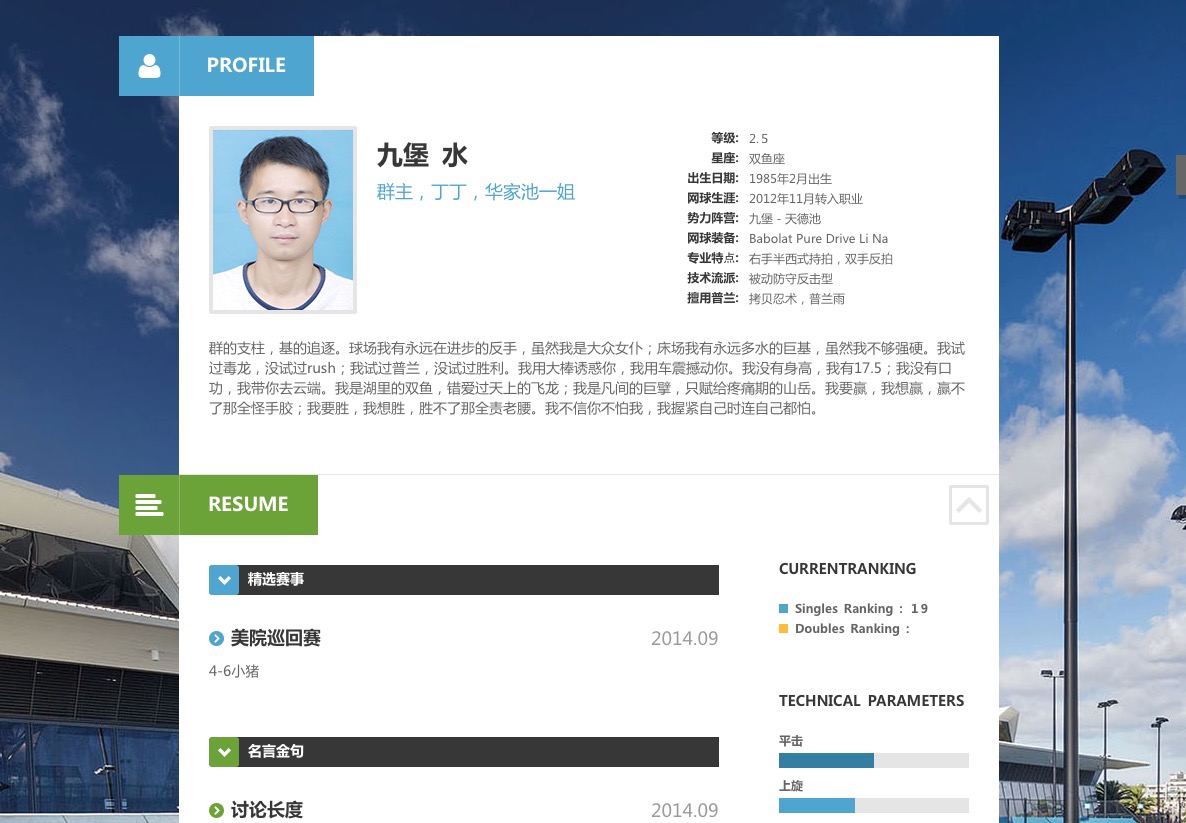 PROFILE
九堡 水
群主，丁丁，华家池一姐
等级: 2.5
星座: 双鱼座
出生日期: 1985年2月出生
网球生涯: 2012年11月转入职业
势力阵营: 九堡 - 天德池
网球装备: Babolat Pure Drive Li Na
专业特点: 右手半西式持拍，双手反拍
技术流派: 被动防守反击型
擅用普兰: 拷贝忍术，普兰雨
群的支柱，基的追逐。球场我有永远在进步的反手，虽然我是大众女仆；床场我有永远多水的巨基，虽然我不够强硬。我试
过毒龙，没试过rush；我试过普兰，没试过胜利。我用大棒诱惑你，我用车震撼动你。我没有身高，我有17.5；我没有口
功，我带你去云端。我是湖里的双鱼，错爱过天上的飞龙；我是凡间的巨擘，只赋给疼痛期的山岳。我要赢，我想赢，赢不
了那全怪手胶；我要胜，我想胜，胜不了那全责老腰。我不信你不怕我，我握紧自己时连自己都怕。
RESUME
精选赛事
美院巡回赛 2014.09
4-6小猪
名言金句
讨论长度 2014.09
CURRENTRANKING
Singles Ranking : 19
Doubles Ranking :
TECHNICAL PARAMETERS
平击
上旋